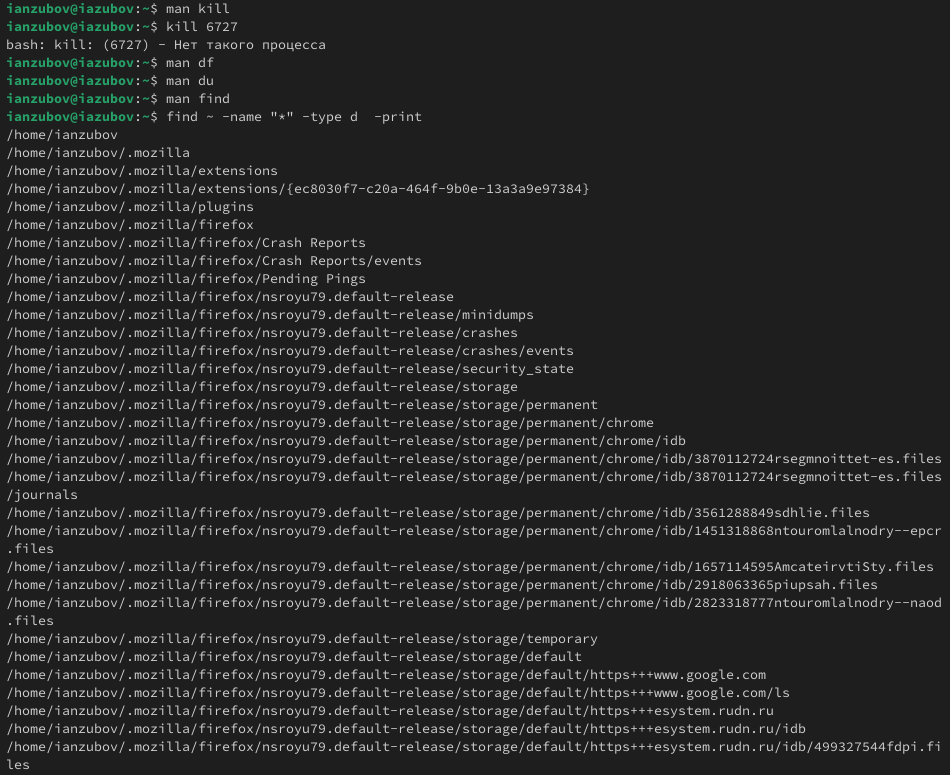 ianzubov@iazubov:~$ man kill
ianzubov@iazubov:~$ kill 6727
bash: kill: (6727) - Нет такого процесса
ianzubov@iazubov:~$ man df
ianzubov@iazubov:~$ man du
ianzubov@iazubov:~$ man find
ianzubov@iazubov:~$ find ~ -name "*" -type d  -print
/home/ianzubov
/home/ianzubov/.mozilla
/home/ianzubov/.mozilla/extensions
/home/ianzubov/.mozilla/extensions/{ec8030f7-c20a-464f-9b0e-13a3a9e97384}
/home/ianzubov/.mozilla/plugins
/home/ianzubov/.mozilla/firefox
/home/ianzubov/.mozilla/firefox/Crash Reports
/home/ianzubov/.mozilla/firefox/Crash Reports/events
/home/ianzubov/.mozilla/firefox/Pending Pings
/home/ianzubov/.mozilla/firefox/nsroyu79.default-release
/home/ianzubov/.mozilla/firefox/nsroyu79.default-release/minidumps
/home/ianzubov/.mozilla/firefox/nsroyu79.default-release/crashes
/home/ianzubov/.mozilla/firefox/nsroyu79.default-release/crashes/events
/home/ianzubov/.mozilla/firefox/nsroyu79.default-release/security_state
/home/ianzubov/.mozilla/firefox/nsroyu79.default-release/storage
/home/ianzubov/.mozilla/firefox/nsroyu79.default-release/storage/permanent
/home/ianzubov/.mozilla/firefox/nsroyu79.default-release/storage/permanent/chrome
/home/ianzubov/.mozilla/firefox/nsroyu79.default-release/storage/permanent/chrome/idb
/home/ianzubov/.mozilla/firefox/nsroyu79.default-release/storage/permanent/chrome/idb/3870112724rsegmnoittet-es.files
/home/ianzubov/.mozilla/firefox/nsroyu79.default-release/storage/permanent/chrome/idb/3870112724rsegmnoittet-es.files
/journals
/home/ianzubov/.mozilla/firefox/nsroyu79.default-release/storage/permanent/chrome/idb/3561288849sdhlie.files
/home/ianzubov/.mozilla/firefox/nsroyu79.default-release/storage/permanent/chrome/idb/1451318868ntouromlalnodry--epcr
.files
/home/ianzubov/.mozilla/firefox/nsroyu79.default-release/storage/permanent/chrome/idb/1657114595AmcateirvtiSty.files
/home/ianzubov/.mozilla/firefox/nsroyu79.default-release/storage/permanent/chrome/idb/2918063365piupsah.files
/home/ianzubov/.mozilla/firefox/nsroyu79.default-release/storage/permanent/chrome/idb/2823318777ntouromlalnodry--naod
.files
/home/ianzubov/.mozilla/firefox/nsroyu79.default-release/storage/temporary
/home/ianzubov/.mozilla/firefox/nsroyu79.default-release/storage/default
/home/ianzubov/.mozilla/firefox/nsroyu79.default-release/storage/default/https+++www.google.com
/home/ianzubov/.mozilla/firefox/nsroyu79.default-release/storage/default/https+++www.google.com/ls
/home/ianzubov/.mozilla/firefox/nsroyu79.default-release/storage/default/https+++esystem.rudn.ru
/home/ianzubov/.mozilla/firefox/nsroyu79.default-release/storage/default/https+++esystem.rudn.ru/idb
/home/ianzubov/.mozilla/firefox/nsroyu79.default-release/storage/default/https+++esystem.rudn.ru/idb/499327544fdpi.fi
les